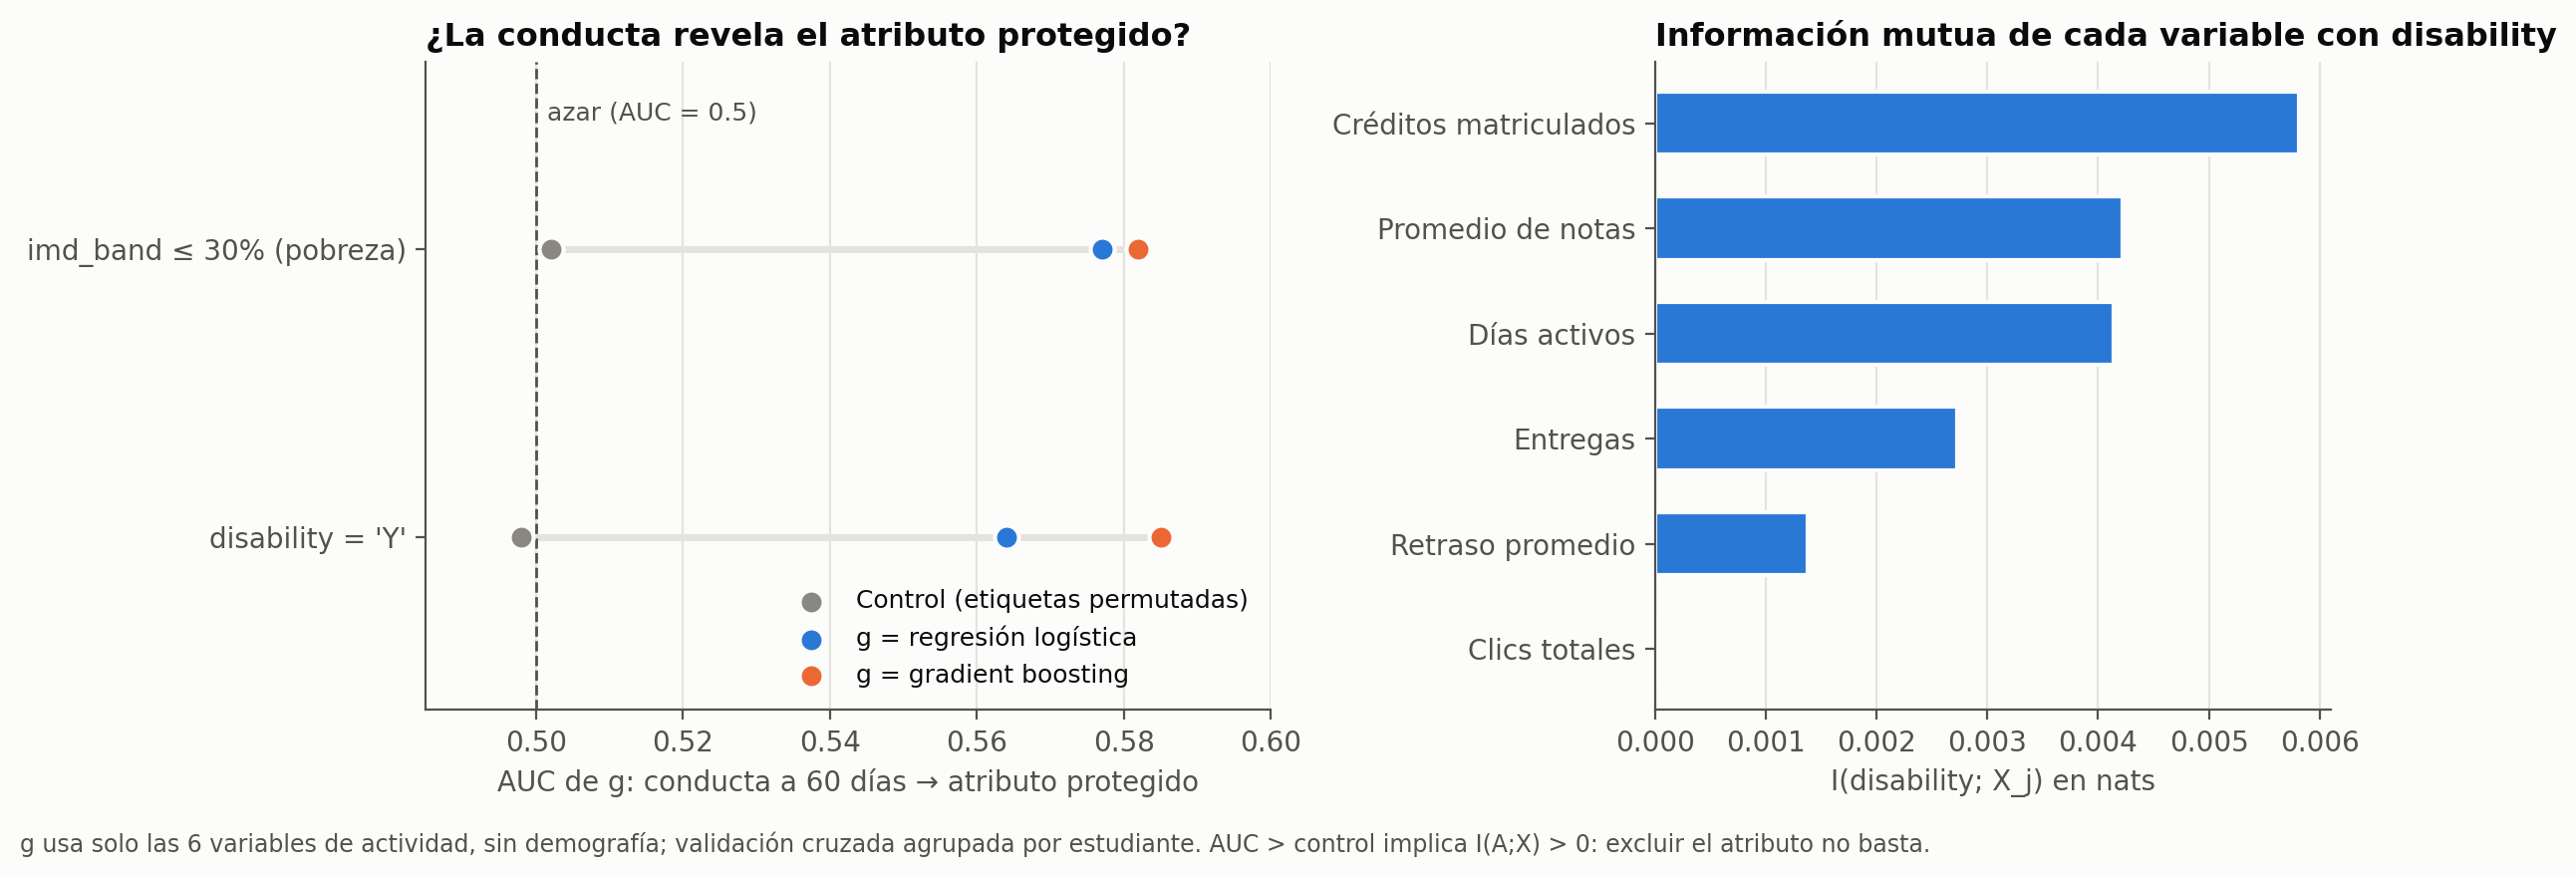 ¿La conducta revela el atributo protegido?
azar (AUC = 0.5)
imd_band ≤ 30% (pobreza)
disability = 'Y'
Control (etiquetas permutadas)
g = regresión logística
g = gradient boosting
0.50 0.52 0.54 0.56 0.58 0.60
AUC de g: conducta a 60 días → atributo protegido
Información mutua de cada variable con disability
Créditos matriculados
Promedio de notas
Días activos
Entregas
Retraso promedio
Clics totales
0.000 0.001 0.002 0.003 0.004 0.005 0.006
I(disability; X_j) en nats
g usa solo las 6 variables de actividad, sin demografía; validación cruzada agrupada por estudiante. AUC > control implica I(A;X) > 0: excluir el atributo no basta.